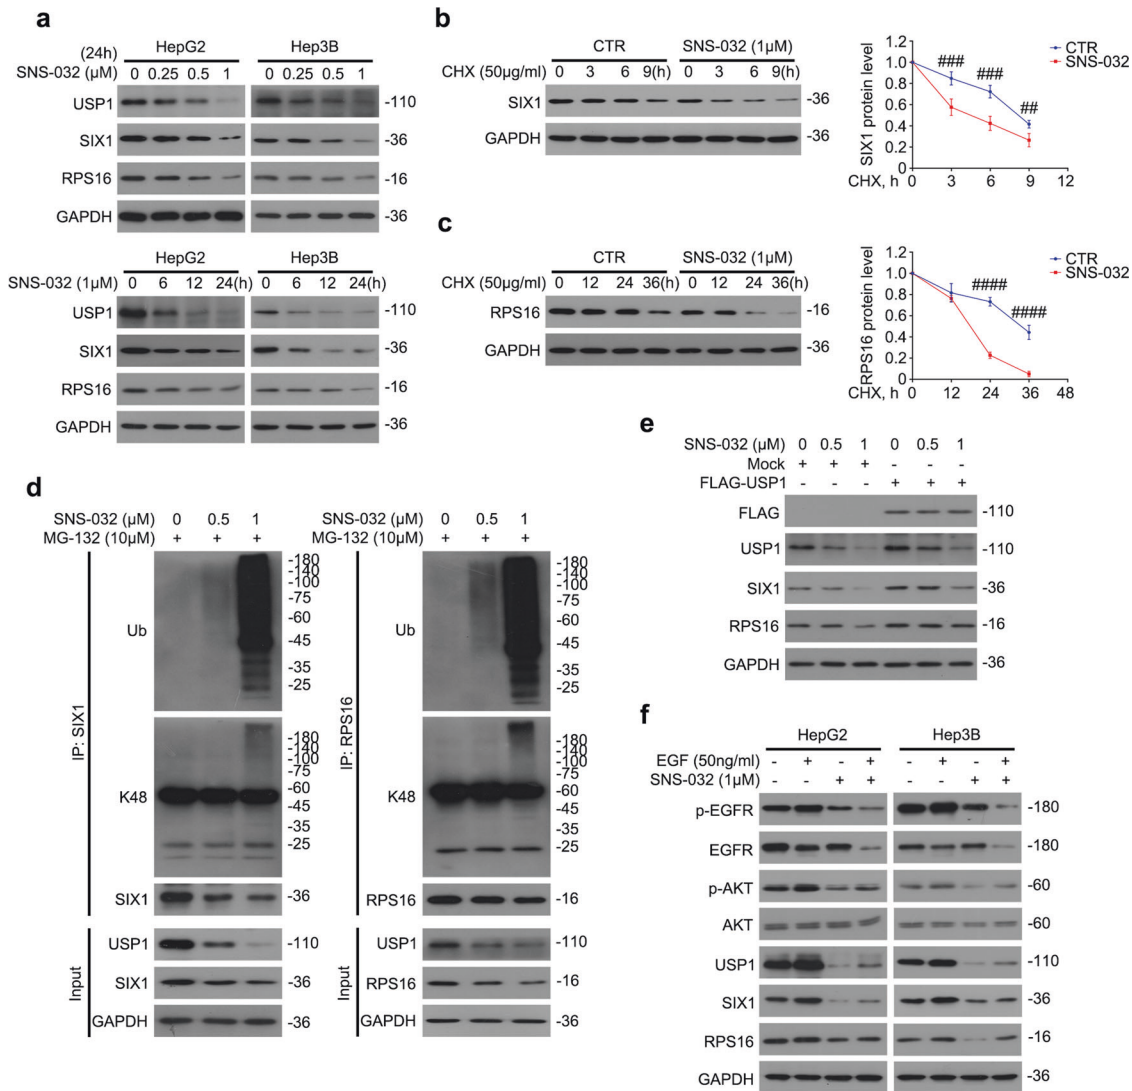 a
HepG2 Hep3B
(24h)
SNS-032 (μM) 0 0.25 0.5 1 0 0.25 0.5 1
USP1 -110
SIX1 -36
RPS16 -16
GAPDH -36
HepG2 Hep3B
SNS-032 (1μM) 0 6 12 24(h) 0 6 12 24(h)
USP1 -110
SIX1 -36
RPS16 -16
GAPDH -36
b
CTR SNS-032 (1μM)
CHX (50μg/ml) 0 3 6 9(h) 0 3 6 9(h)
SIX1 -36
GAPDH -36
SIX1 protein level
1.2
1.0
0.8
0.6
0.4
0.2
0
CTR
SNS-032
### ### ##
CHX, h 0 3 6 9 12
c
CTR SNS-032 (1μM)
CHX (50μg/ml) 0 12 24 36(h) 0 12 24 36(h)
RPS16 -16
GAPDH -36
RPS16 protein level
1.2
1.0
0.8
0.6
0.4
0.2
0
CTR
SNS-032
#### ####
CHX, h 0 12 24 36 48
d
SNS-032 (μM) 0 0.5 1
MG-132 (10μM) + + +
IP: SIX1
Ub
-180
-140
-100
-75
-60
-45
-35
-25
K48
-180
-140
-100
-75
-60
-45
-35
-25
SIX1 -36
Input
USP1 -110
SIX1 -36
GAPDH -36
SNS-032 (μM) 0 0.5 1
MG-132 (10μM) + + +
IP: RPS16
Ub
-180
-140
-100
-75
-60
-45
-35
-25
K48
-180
-140
-100
-75
-60
-45
-35
-25
RPS16 -16
Input
USP1 -110
RPS16 -16
GAPDH -36
e
SNS-032 (μM) 0 0.5 1 0 0.5 1
Mock + + + - - -
FLAG-USP1 - - - + + +
FLAG -110
USP1 -110
SIX1 -36
RPS16 -16
GAPDH -36
f
HepG2 Hep3B
EGF (50ng/ml) - + - + - + - +
SNS-032 (1μM) - - + + - - + +
p-EGFR -180
EGFR -180
p-AKT -60
AKT -60
USP1 -110
SIX1 -36
RPS16 -16
GAPDH -36